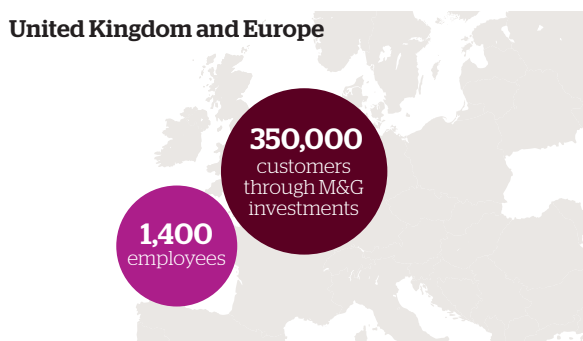 United Kingdom and Europe
350,000
customers
through M&G
investments
1,400
employees